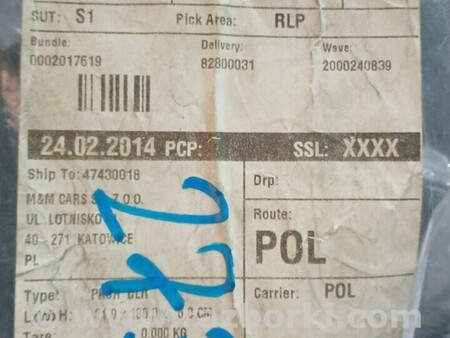 SUT: S1 Pick Area: RLP
Bundle: Delivery: Wave:
0002017619 82800031 2000240839
24.02.2014 PCP: SSL: XXXX
Ship To: 47430018 Drp:
M&M CARS Z O.O.
UL LOTNISKO
40-271 KATOWICE
PL
Route:
POL
Type: Carrier: POL
L(W)H: CM
Tare: 0.000 KG